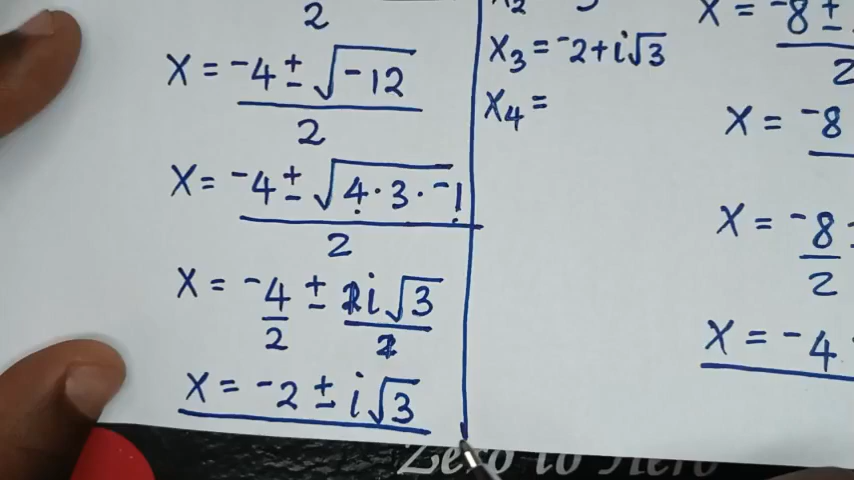 2
X = -4 ± √-12
2
X = -4 ± √4·3·-1
2
X = -4/2 ± 2i√3/2
X = -2 ± i√3
X3 = -2+i√3
X4 =
X = -8 ±
2
X = -8
X = -8
2
X = -4
Zero to Hero